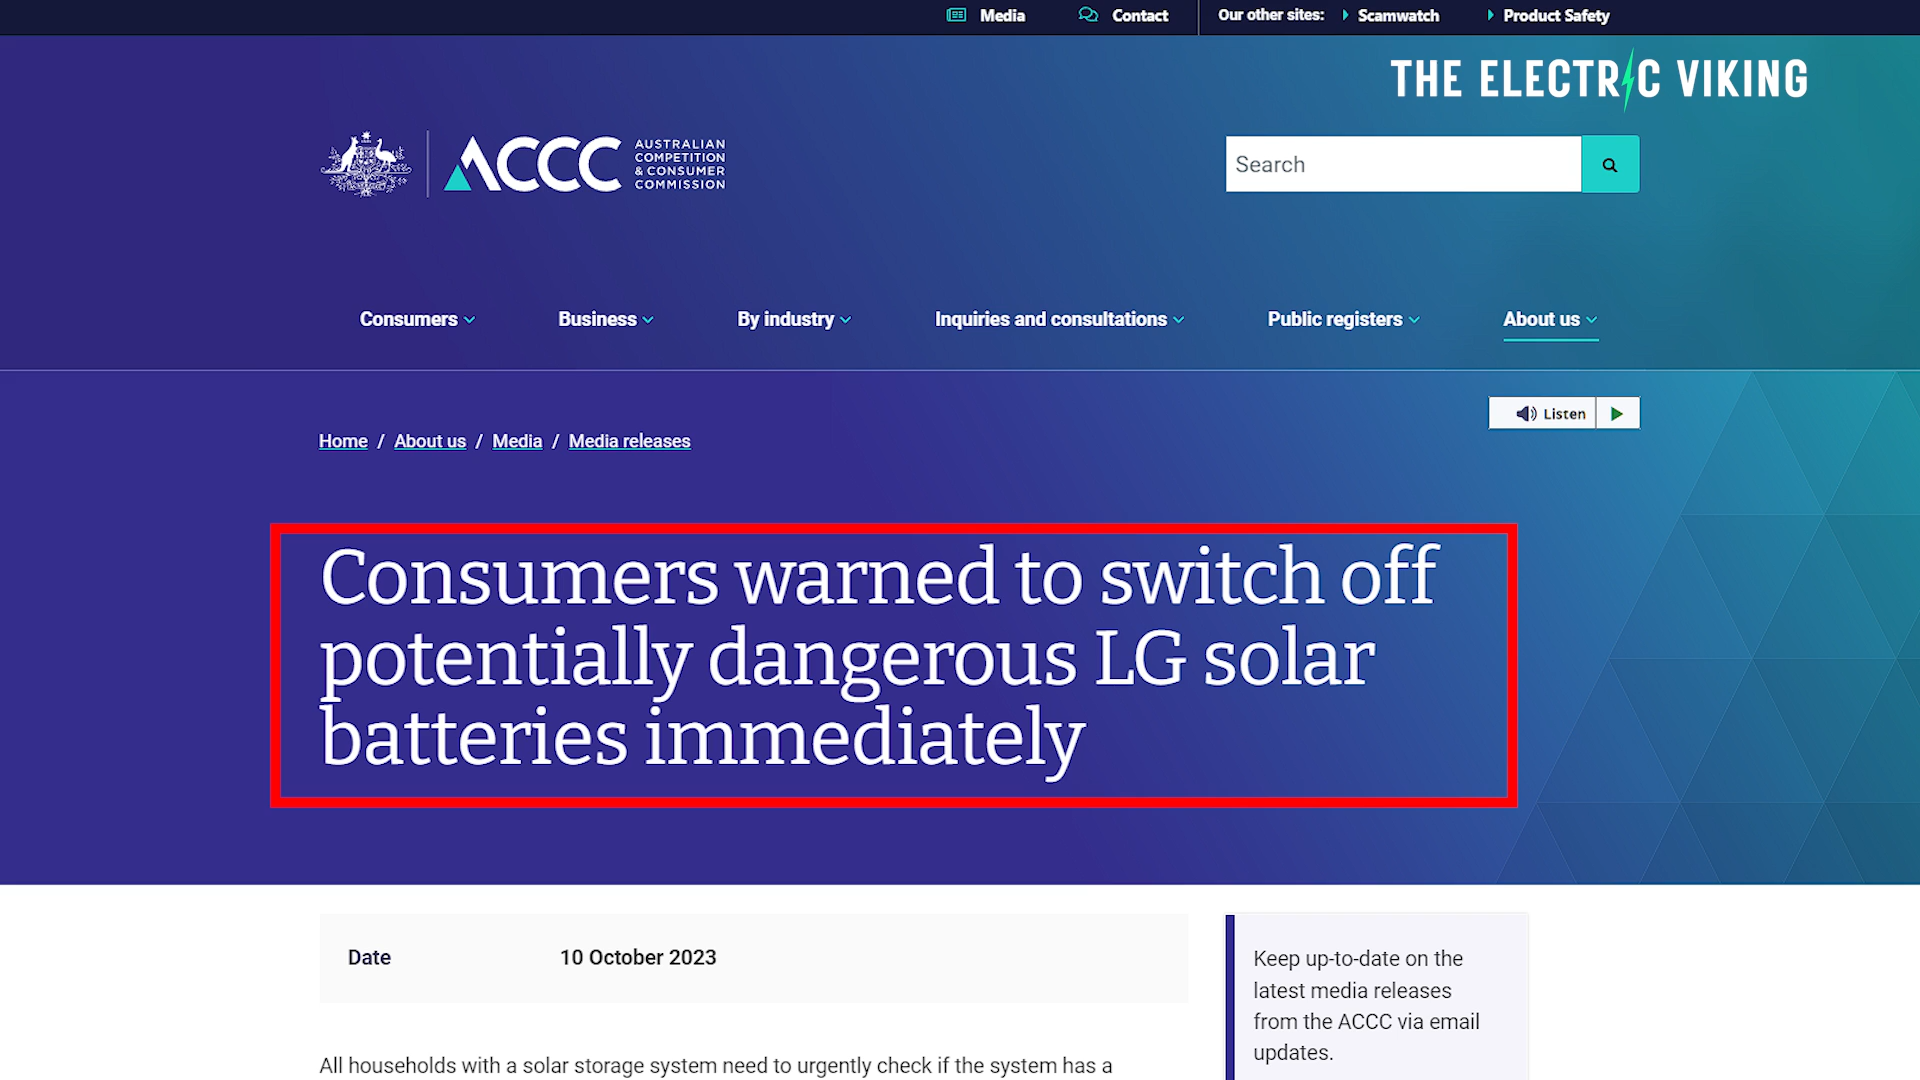 Media
Contact
Our other sites:
Scamwatch
Product Safety
THE ELECTRIC VIKING
ACCC
AUSTRALIAN
COMPETITION
& CONSUMER
COMMISSION
Search
Consumers
Business
By industry
Inquiries and consultations
Public registers
About us
Listen
Home / About us / Media / Media releases
Consumers warned to switch off
potentially dangerous LG solar
batteries immediately
Date 10 October 2023
Keep up-to-date on the
latest media releases
from the ACCC via email
updates.
All households with a solar storage system need to urgently check if the system has a